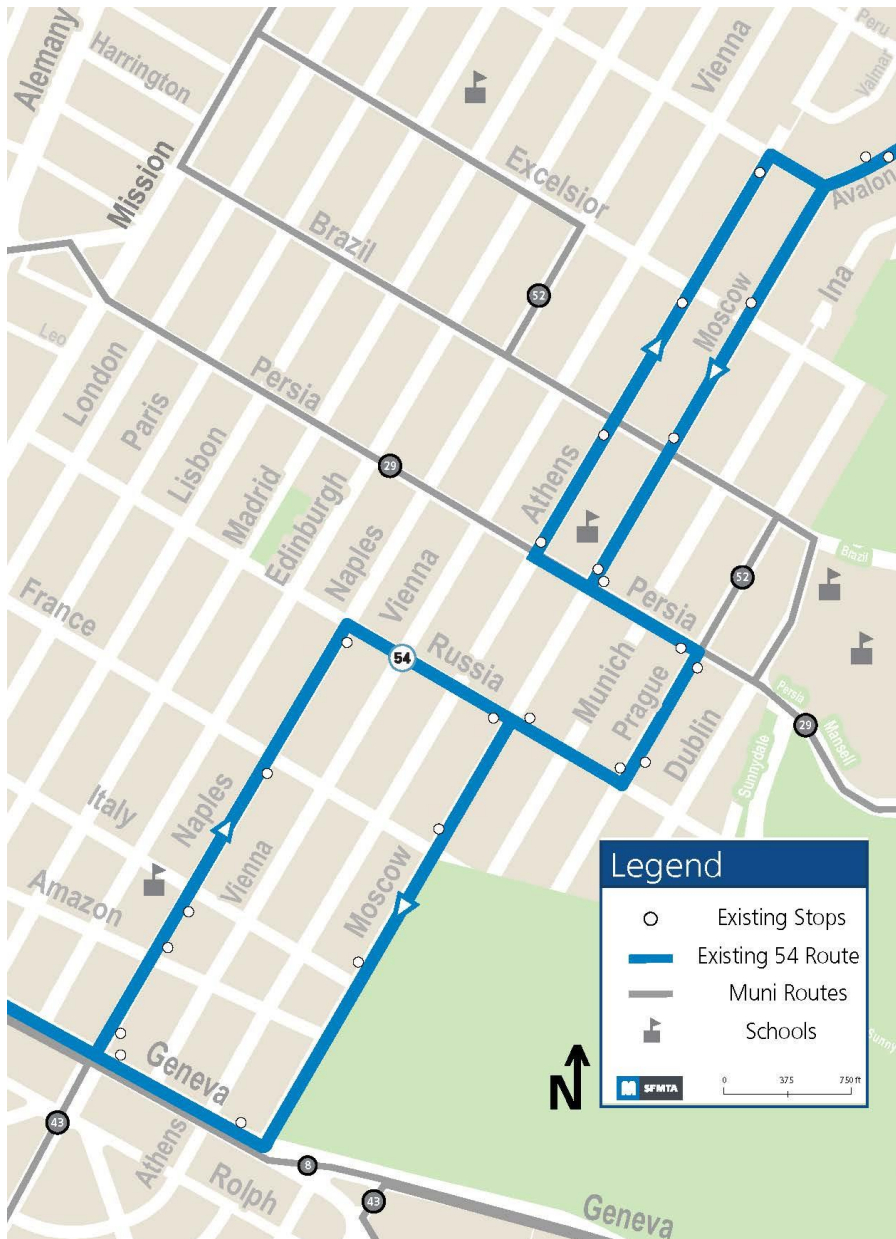 Alemany
Harrington
Mission
Vienna
Peru
Valmar
Excelsior
Avalon
Brazil
52
Moscow
Ina
Leo
London
Paris
Persia
Lisbon
29
Athens
Madrid
Edinburgh
Naples
Vienna
Brazil
52
Persia
France
54
Russia
Munich
Prague
Dublin
Persia
29
Mansell
Sunnydale
Naples
Italy
Vienna
Amazon
Moscow
Geneva
43
Athens
Rolph
8
43
Geneva
N
Legend
Existing Stops
Existing 54 Route
Muni Routes
Schools
SFMTA
0 375 750 ft